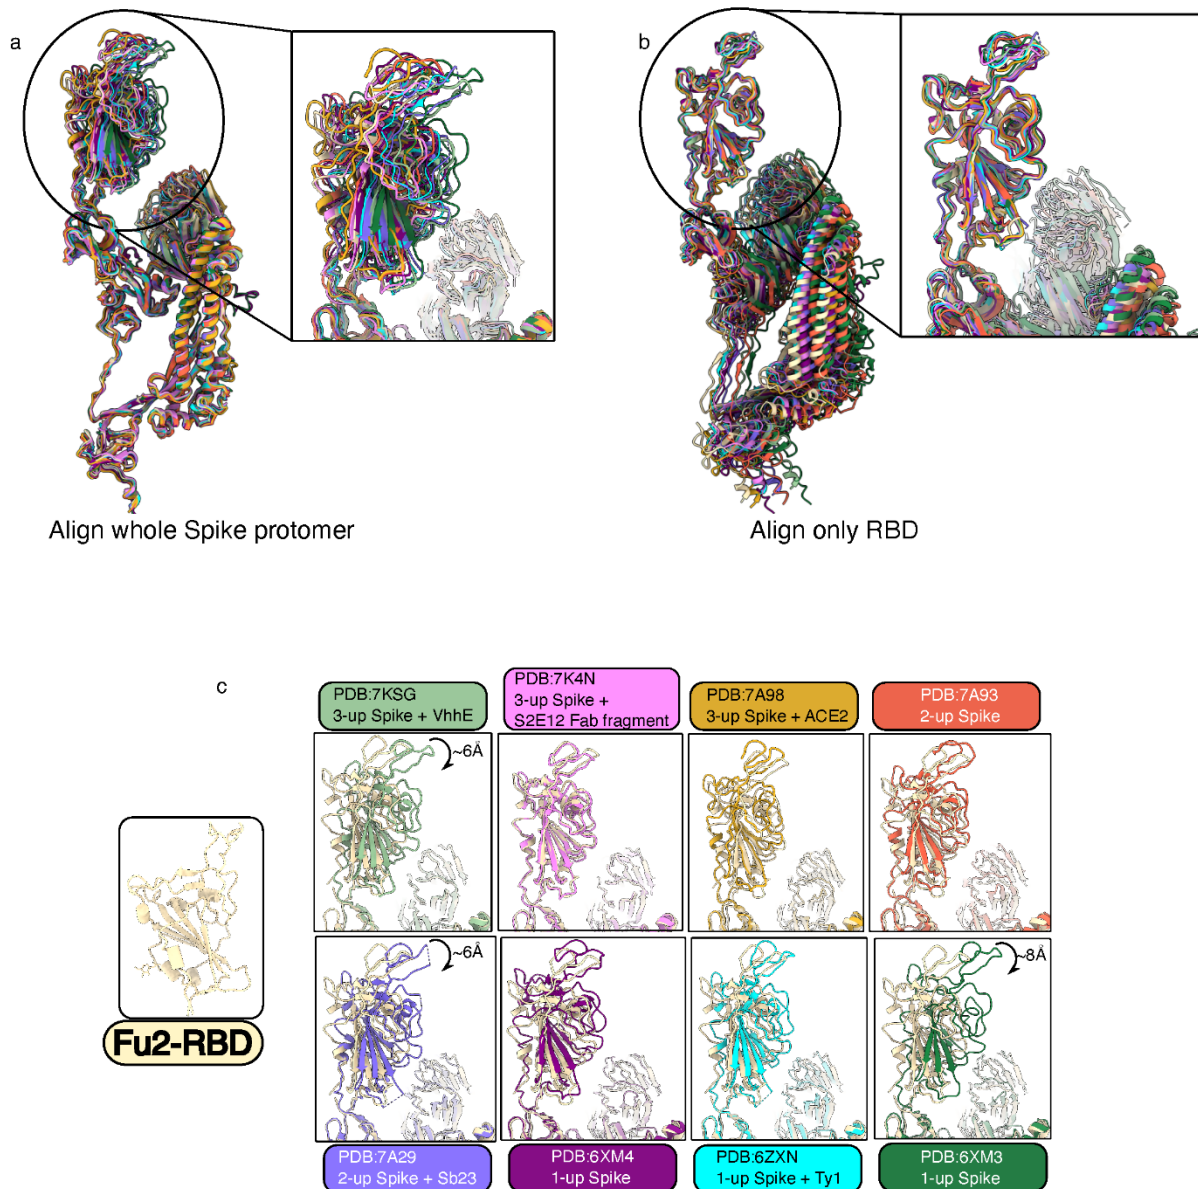 a
b
Align whole Spike protomer
Align only RBD
c
PDB:7KSG
3-up Spike + VhhE
PDB:7K4N
3-up Spike +
S2E12 Fab fragment
PDB:7A98
3-up Spike + ACE2
PDB:7A93
2-up Spike
~6Å
Fu2-RBD
~6Å
~8Å
PDB:7A29
2-up Spike + Sb23
PDB:6XM4
1-up Spike
PDB:6ZXN
1-up Spike + Ty1
PDB:6XM3
1-up Spike